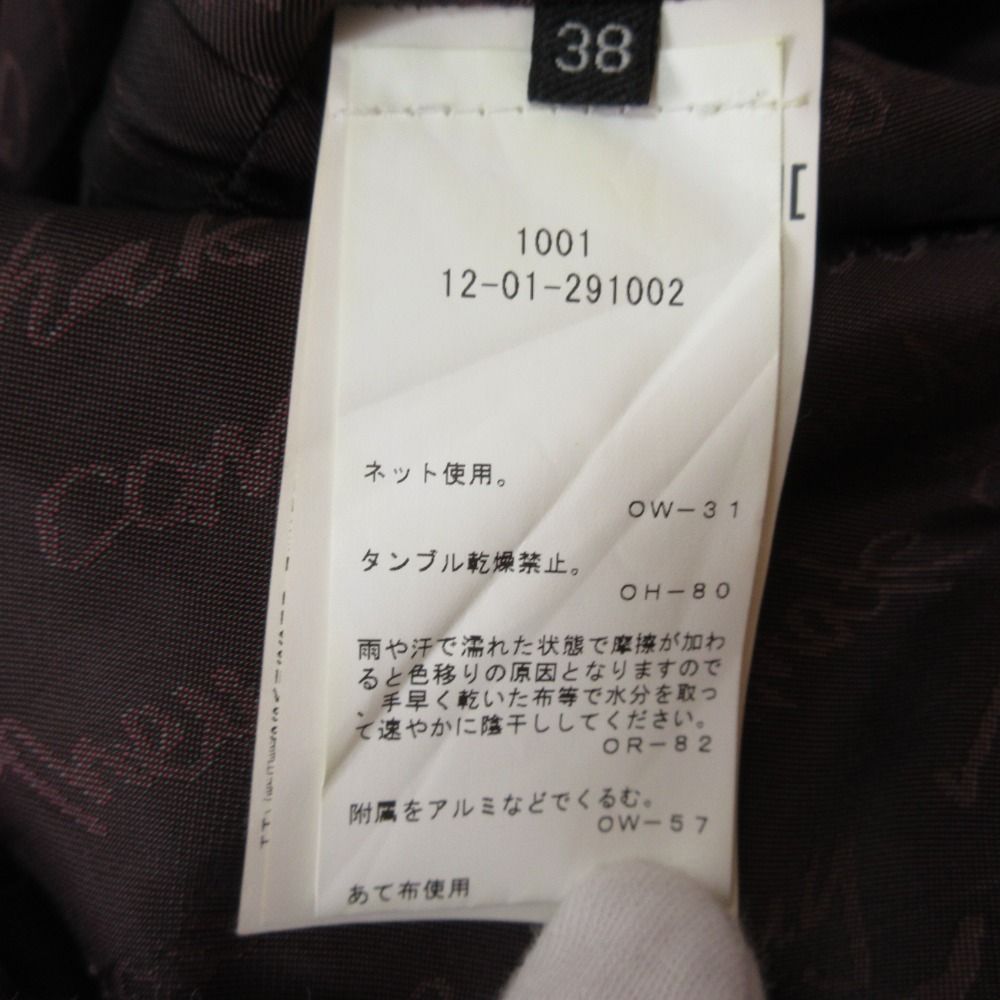 38
1001
12-01-291002
ネット使用。
OW-31
タンブル乾燥禁止。
OH-80
雨や汗で濡れた状態で摩擦が加わ
ると色移りの原因となりますので
、手早く乾いた布等で水分を取っ
て速やかに陰干ししてください。
OR-82
附属をアルミなどでくるむ。
OW-57
あて布使用